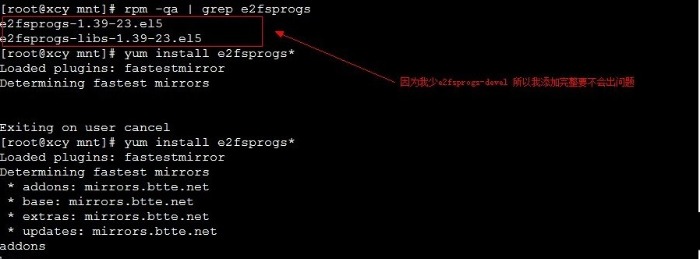 [root@xcy mnt]# rpm -qa | grep e2fsprogs
e2fsprogs-1.39-23.el5
e2fsprogs-libs-1.39-23.el5
[root@xcy mnt]# yum install e2fsprogs*
Loaded plugins: fastestmirror
Determining fastest mirrors
因为我少e2fsprogs-devel 所以我添加完整要不会出问题
Exiting on user cancel
[root@xcy mnt]# yum install e2fsprogs*
Loaded plugins: fastestmirror
Determining fastest mirrors
* addons: mirrors.btte.net
* base: mirrors.btte.net
* extras: mirrors.btte.net
* updates: mirrors.btte.net
addons